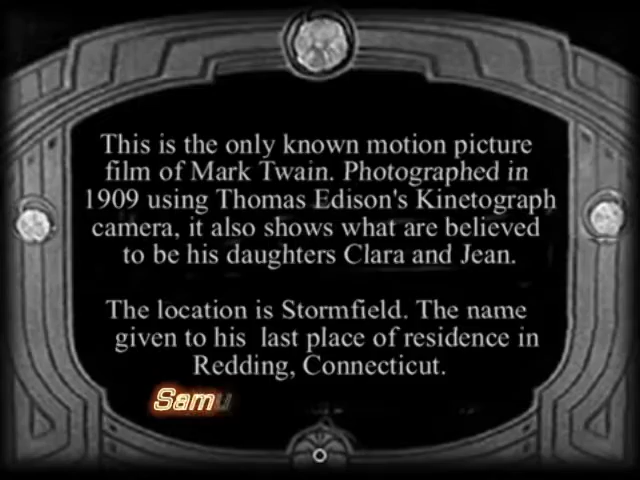 This is the only known motion picture
film of Mark Twain. Photographed in
1909 using Thomas Edison's Kinetograph
camera, it also shows what are believed
to be his daughters Clara and Jean.
The location is Stormfield. The name
given to his last place of residence in
Redding, Connecticut.
Samu